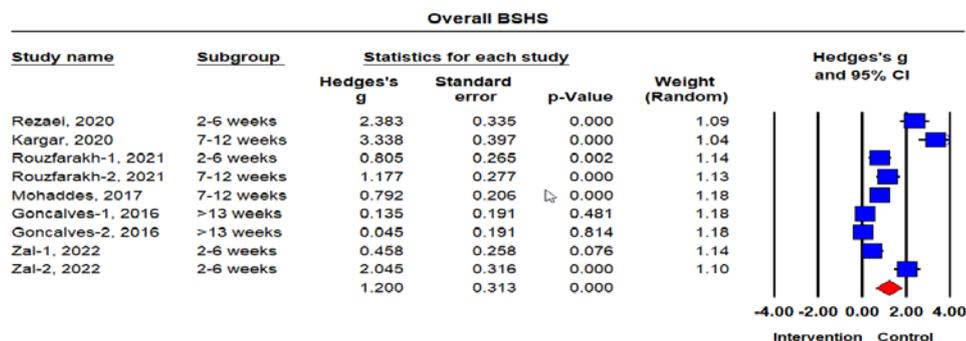 Overall BSHS
Study name Subgroup Statistics for each study Hedges's g
and 95% CI
Hedges's
g Standard
error p-Value Weight
(Random)
Rezaei, 2020 2-6 weeks 2.383 0.335 0.000 1.09
Kargar, 2020 7-12 weeks 3.338 0.397 0.000 1.04
Rouzfarakh-1, 2021 2-6 weeks 0.805 0.265 0.002 1.14
Rouzfarakh-2, 2021 7-12 weeks 1.177 0.277 0.000 1.13
Mohaddes, 2017 7-12 weeks 0.792 0.206 0.000 1.18
Goncalves-1, 2016 >13 weeks 0.135 0.191 0.481 1.18
Goncalves-2, 2016 >13 weeks 0.045 0.191 0.814 1.18
Zal-1, 2022 2-6 weeks 0.458 0.258 0.076 1.14
Zal-2, 2022 2-6 weeks 2.045 0.316 0.000 1.10
1.200 0.313 0.000
-4.00 -2.00 0.00 2.00 4.00
Intervention Control